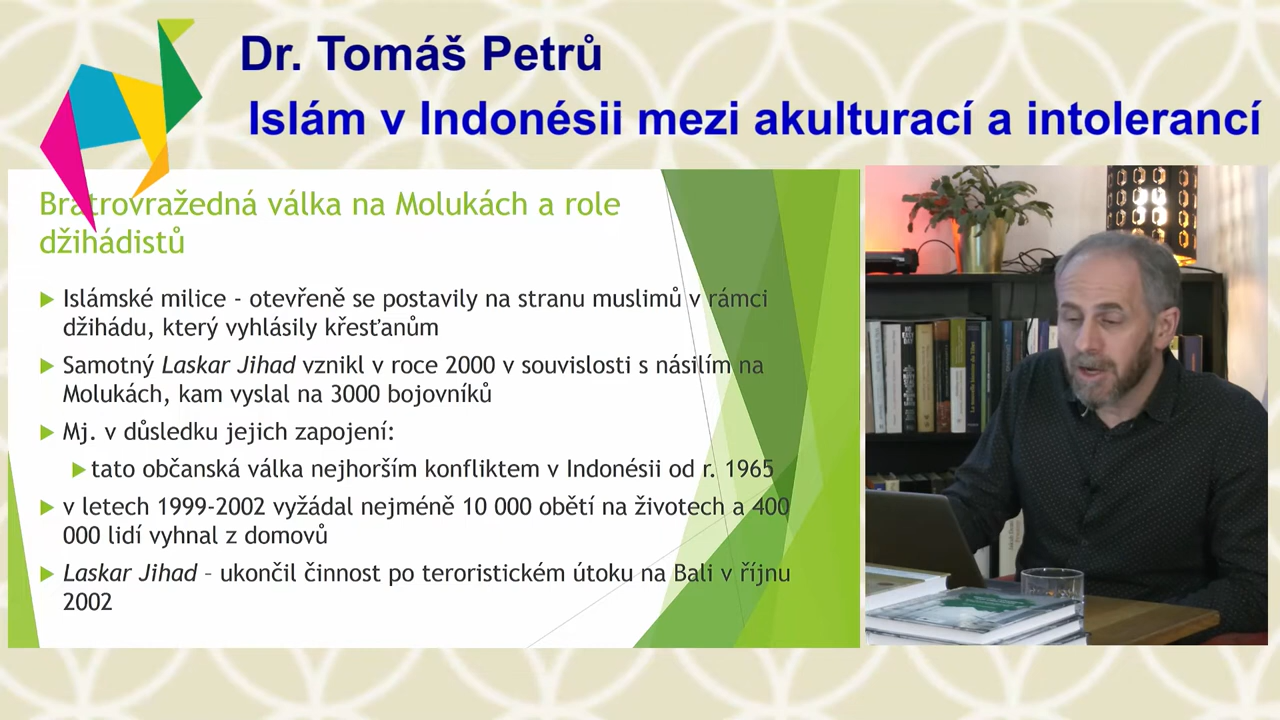 Dr. Tomáš Petrů
Islám v Indonésii mezi akulturací a intolerancí
Bratrovražedná válka na Molukách a role
džihádistů
Islámské milice - otevřeně se postavily na stranu muslimů v rámci
džihádu, který vyhlásily křesťanům
Samotný Laskar Jihad vznikl v roce 2000 v souvislosti s násilím na
Molukách, kam vyslal na 3000 bojovníků
Mj. v důsledku jejich zapojení:
tato občanská válka nejhorším konfliktem v Indonésii od r. 1965
v letech 1999-2002 vyžádal nejméně 10 000 obětí na životech a 400
000 lidí vyhnal z domovů
Laskar Jihad – ukončil činnost po teroristickém útoku na Bali v říjnu
2002